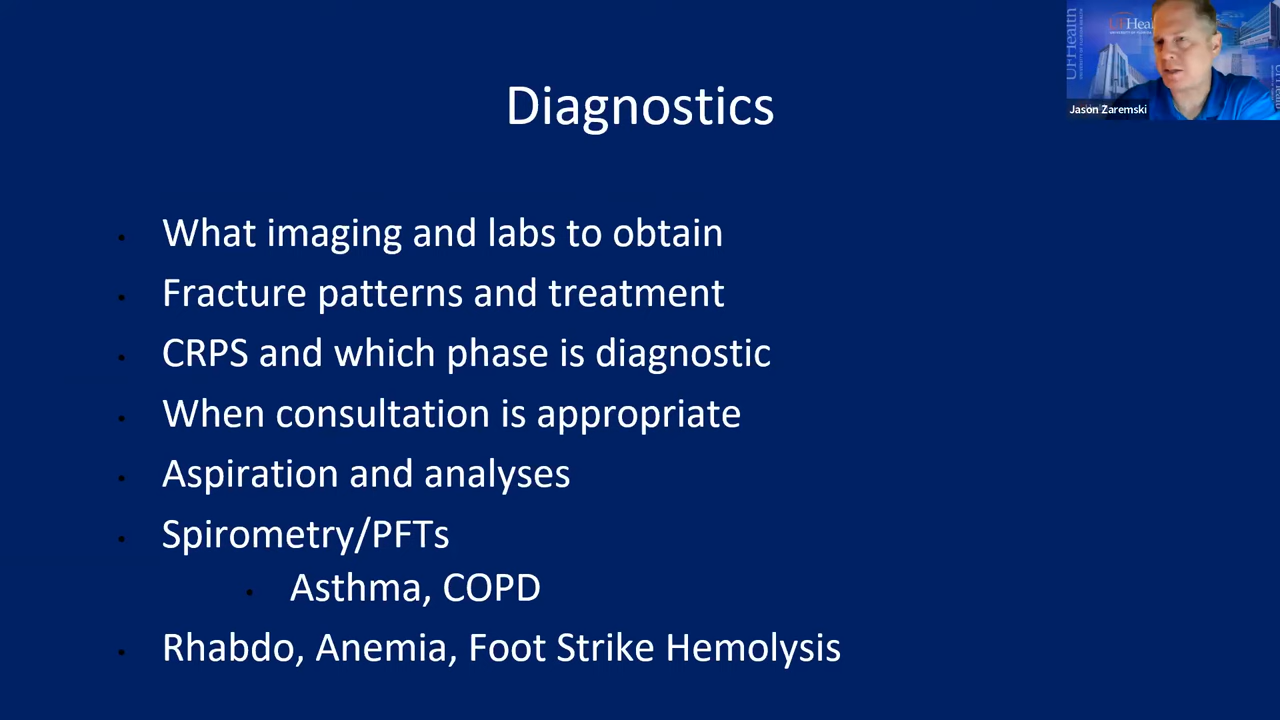 Diagnostics
What imaging and labs to obtain
Fracture patterns and treatment
CRPS and which phase is diagnostic
When consultation is appropriate
Aspiration and analyses
Spirometry/PFTs
Asthma, COPD
Rhabdo, Anemia, Foot Strike Hemolysis
UFHealth
Jason Zaremski